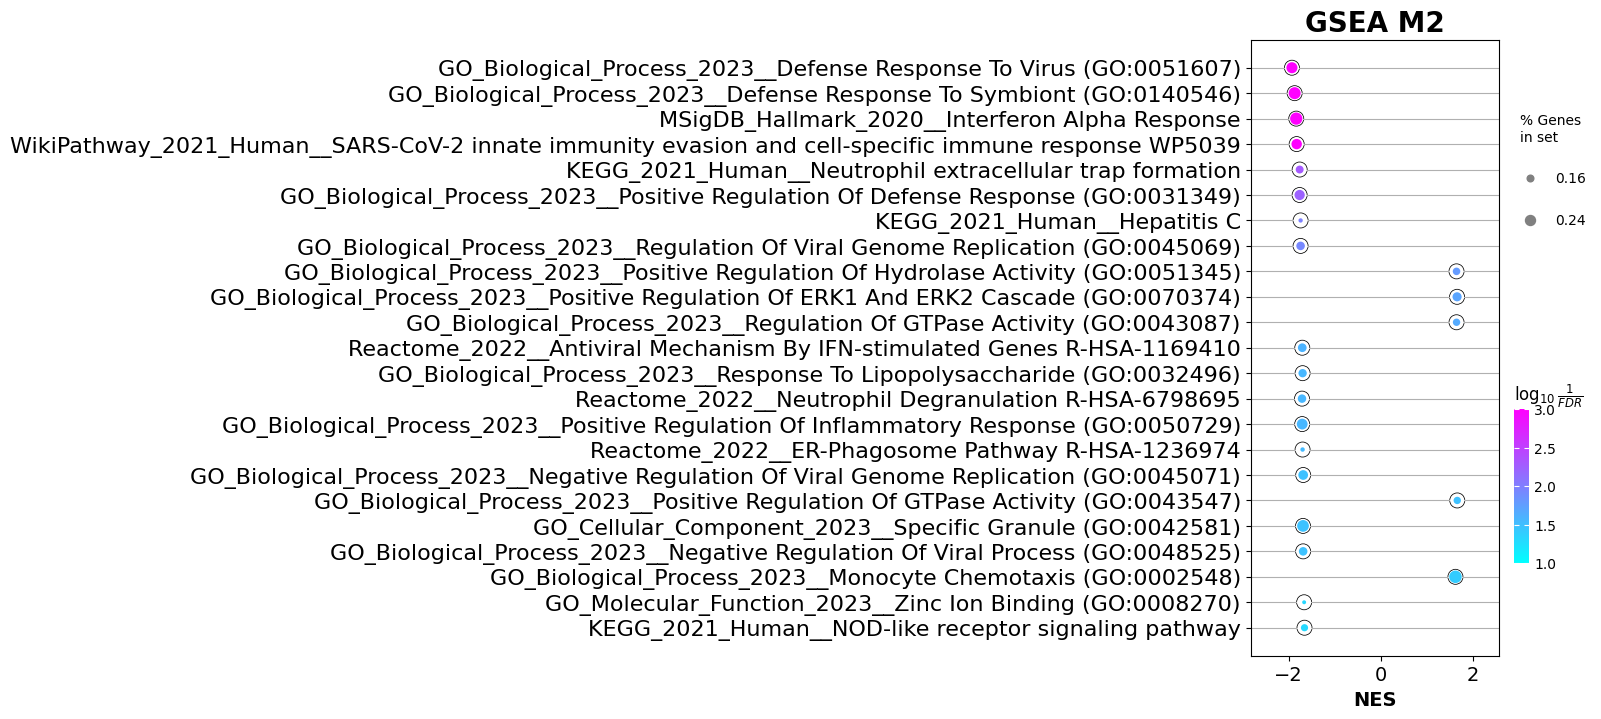 GSEA M2
GO_Biological_Process_2023__Defense Response To Virus (GO:0051607)
GO_Biological_Process_2023__Defense Response To Symbiont (GO:0140546)
MSigDB_Hallmark_2020__Interferon Alpha Response
WikiPathway_2021_Human__SARS-CoV-2 innate immunity evasion and cell-specific immune response WP5039
KEGG_2021_Human__Neutrophil extracellular trap formation
GO_Biological_Process_2023__Positive Regulation Of Defense Response (GO:0031349)
KEGG_2021_Human__Hepatitis C
GO_Biological_Process_2023__Regulation Of Viral Genome Replication (GO:0045069)
GO_Biological_Process_2023__Positive Regulation Of Hydrolase Activity (GO:0051345)
GO_Biological_Process_2023__Positive Regulation Of ERK1 And ERK2 Cascade (GO:0070374)
GO_Biological_Process_2023__Regulation Of GTPase Activity (GO:0043087)
Reactome_2022__Antiviral Mechanism By IFN-stimulated Genes R-HSA-1169410
GO_Biological_Process_2023__Response To Lipopolysaccharide (GO:0032496)
Reactome_2022__Neutrophil Degranulation R-HSA-6798695
GO_Biological_Process_2023__Positive Regulation Of Inflammatory Response (GO:0050729)
Reactome_2022__ER-Phagosome Pathway R-HSA-1236974
GO_Biological_Process_2023__Negative Regulation Of Viral Genome Replication (GO:0045071)
GO_Biological_Process_2023__Positive Regulation Of GTPase Activity (GO:0043547)
GO_Cellular_Component_2023__Specific Granule (GO:0042581)
GO_Biological_Process_2023__Negative Regulation Of Viral Process (GO:0048525)
GO_Biological_Process_2023__Monocyte Chemotaxis (GO:0002548)
GO_Molecular_Function_2023__Zinc Ion Binding (GO:0008270)
KEGG_2021_Human__NOD-like receptor signaling pathway
−2 0 2
NES
% Genes
in set
0.16
0.24
log10 1/FDR
3.0
2.5
2.0
1.5
1.0